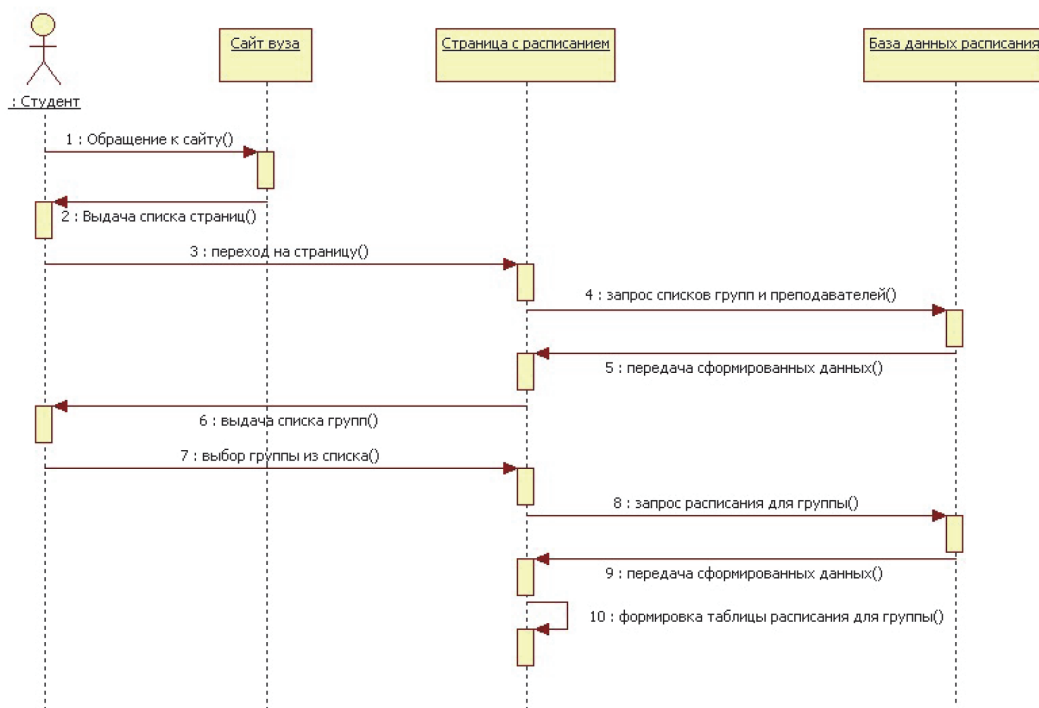 Сайт вуза
Страница с расписанием
База данных расписания
: Студент
1 : Обращение к сайту()
2 : Выдача списка страниц()
3 : переход на страницу()
4 : запрос списков групп и преподавателей()
5 : передача сформированных данных()
6 : выдача списка групп()
7 : выбор группы из списка()
8 : запрос расписания для группы()
9 : передача сформированных данных()
10 : формировка таблицы расписания для группы()